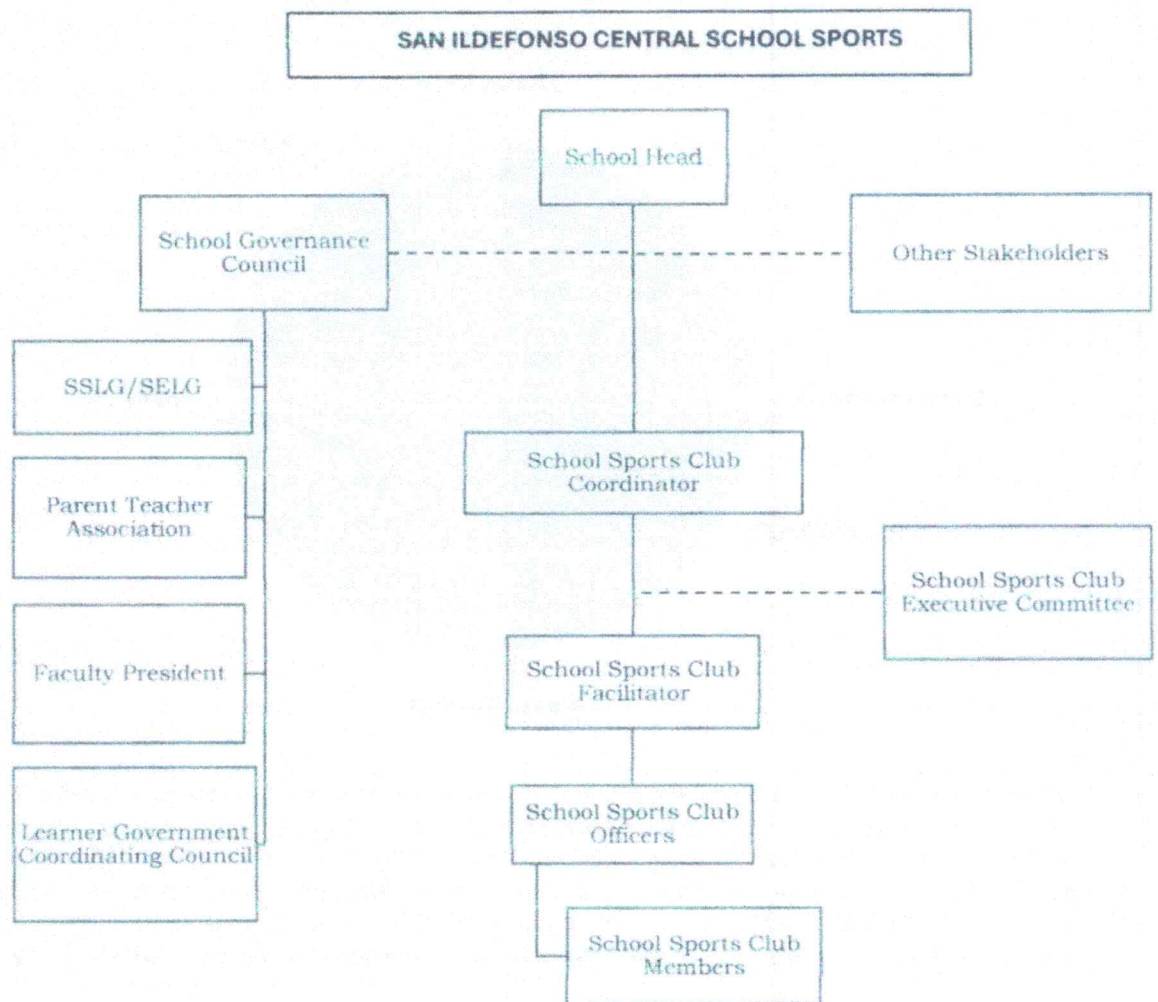 SAN ILDEFONSO CENTRAL SCHOOL SPORTS
School Head
School Governance
Council
Other Stakeholders
SSLG/SELG
School Sports Club
Coordinator
Parent Teacher
Association
School Sports Club
Executive Committee
Faculty President
School Sports Club
Facilitator
Learner Government
Coordinating Council
School Sports Club
Officers
School Sports Club
Members